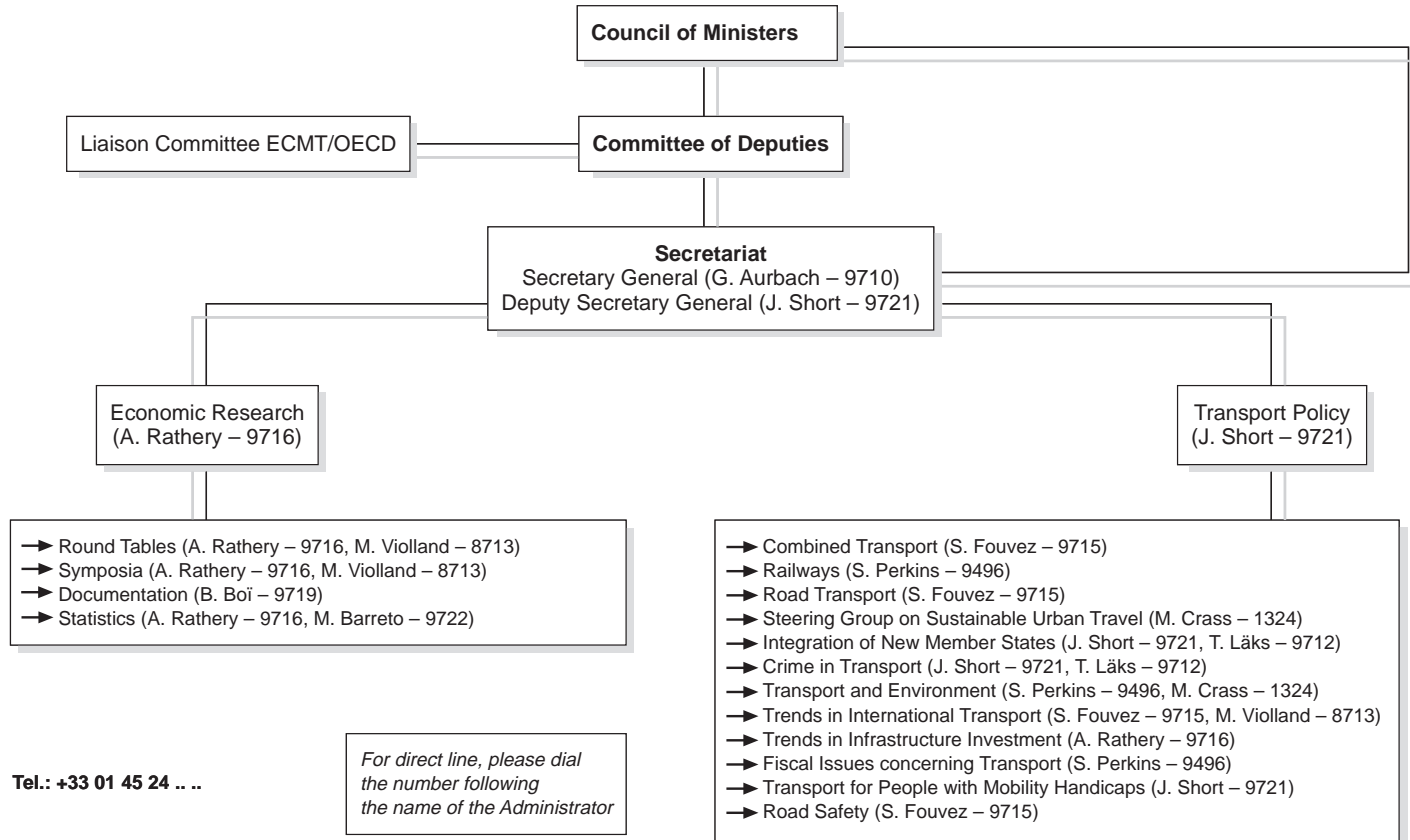 Council of Ministers
Liaison Committee ECMT/OECD
Committee of Deputies
Secretariat
Secretary General (G. Aurbach – 9710)
Deputy Secretary General (J. Short – 9721)
Economic Research
(A. Rathery – 9716)
Transport Policy
(J. Short – 9721)
Round Tables (A. Rathery – 9716, M. Violland – 8713)
Symposia (A. Rathery – 9716, M. Violland – 8713)
Documentation (B. Boï – 9719)
Statistics (A. Rathery – 9716, M. Barreto – 9722)
Combined Transport (S. Fouvez – 9715)
Railways (S. Perkins – 9496)
Road Transport (S. Fouvez – 9715)
Steering Group on Sustainable Urban Travel (M. Crass – 1324)
Integration of New Member States (J. Short – 9721, T. Läks – 9712)
Crime in Transport (J. Short – 9721, T. Läks – 9712)
Transport and Environment (S. Perkins – 9496, M. Crass – 1324)
Trends in International Transport (S. Fouvez – 9715, M. Violland – 8713)
Trends in Infrastructure Investment (A. Rathery – 9716)
Fiscal Issues concerning Transport (S. Perkins – 9496)
Transport for People with Mobility Handicaps (J. Short – 9721)
Road Safety (S. Fouvez – 9715)
Tel.: +33 01 45 24 .. ..
For direct line, please dial
the number following
the name of the Administrator